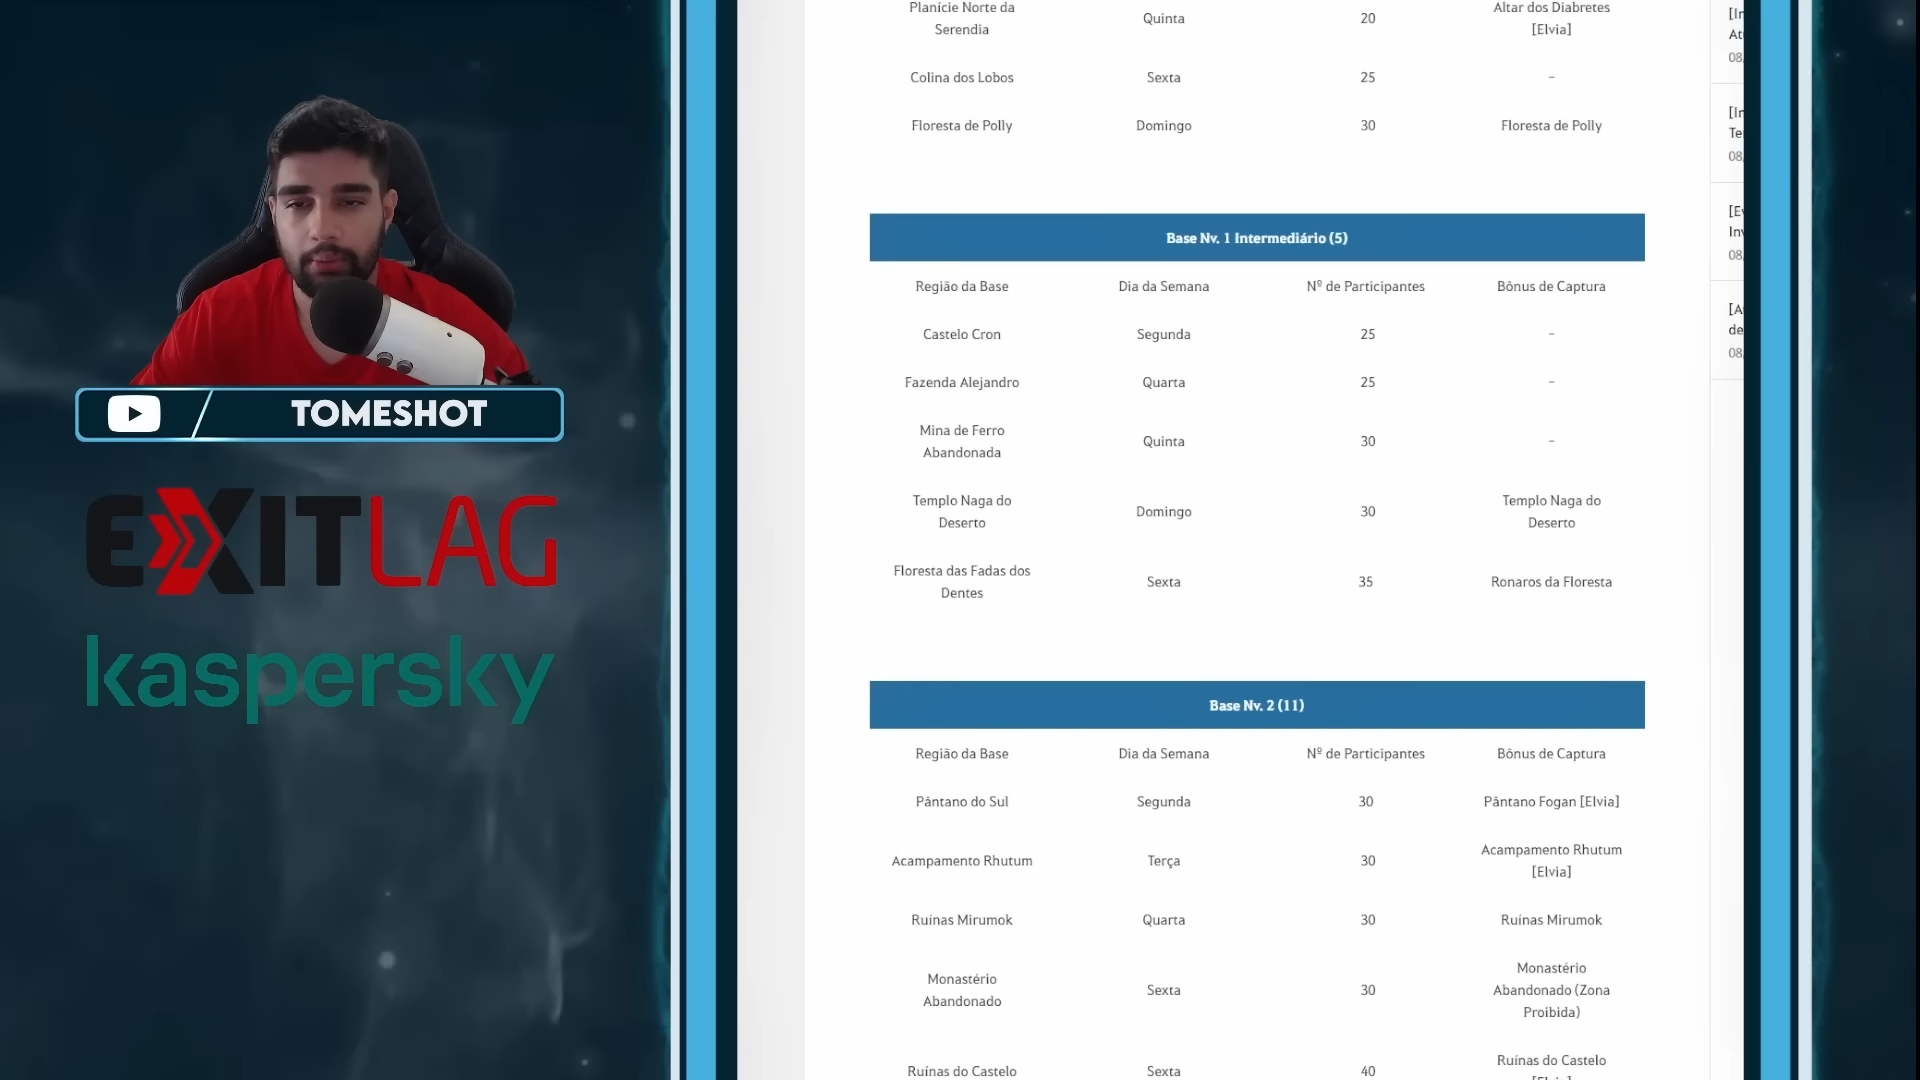 TOMESHOT
EXITLAG
kaspersky
Planície Norte da
Serendia
Quinta
20
Altar dos Diabretes
[Elvia]
Colina dos Lobos
Sexta
25
–
Floresta de Polly
Domingo
30
Floresta de Polly
Base Nv. 1 Intermediário (5)
Região da Base
Dia da Semana
Nº de Participantes
Bônus de Captura
Castelo Cron
Segunda
25
–
Fazenda Alejandro
Quarta
25
–
Mina de Ferro
Abandonada
Quinta
30
–
Templo Naga do
Deserto
Domingo
30
Templo Naga do
Deserto
Floresta das Fadas dos
Dentes
Sexta
35
Ronaros da Floresta
Base Nv. 2 (11)
Região da Base
Dia da Semana
Nº de Participantes
Bônus de Captura
Pântano do Sul
Segunda
30
Pântano Fogan [Elvia]
Acampamento Rhutum
Terça
30
Acampamento Rhutum
[Elvia]
Ruínas Mirumok
Quarta
30
Ruínas Mirumok
Monastério
Abandonado
Sexta
30
Monastério
Abandonado (Zona
Proibida)
Ruínas do Castelo
Sexta
40
Ruínas do Castelo
08
08
08
08